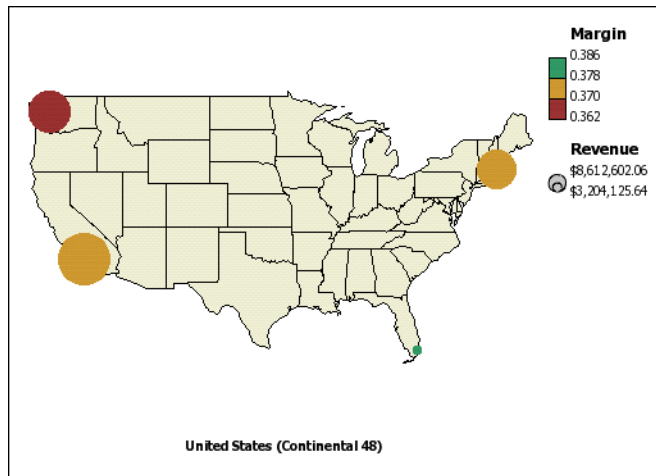 Margin
0.386
0.378
0.370
0.362
Revenue
$8,612,602.06
$3,204,125.64
United States (Continental 48)